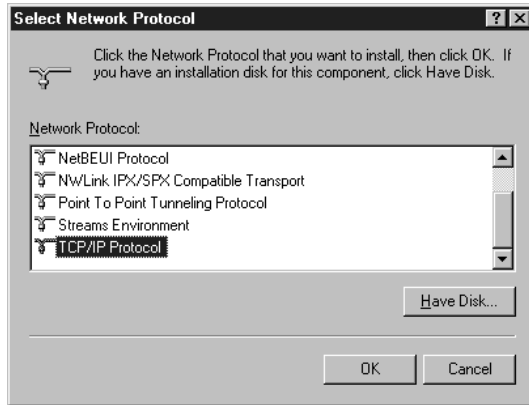 Select Network Protocol
Click the Network Protocol that you want to install, then click OK. If
you have an installation disk for this component, click Have Disk.
Network Protocol:
NetBEUI Protocol
NWLink IPX/SPX Compatible Transport
Point To Point Tunneling Protocol
Streams Environment
TCP/IP Protocol
Have Disk...
OK
Cancel